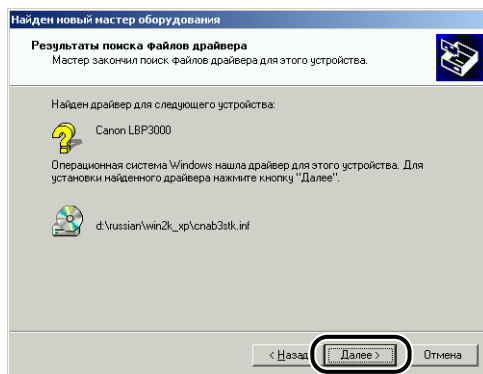 Найден новый мастер оборудования
Результаты поиска файлов драйвера
Мастер закончил поиск файлов драйвера для этого устройства.
Найден драйвер для следующего устройства:
Canon LBP3000
Операционная система Windows нашла драйвер для этого устройства. Для
установки найденного драйвера нажмите кнопку "Далее".
d:\russian\win2k_xp\cnab3stk.inf
< Назад Далее > Отмена